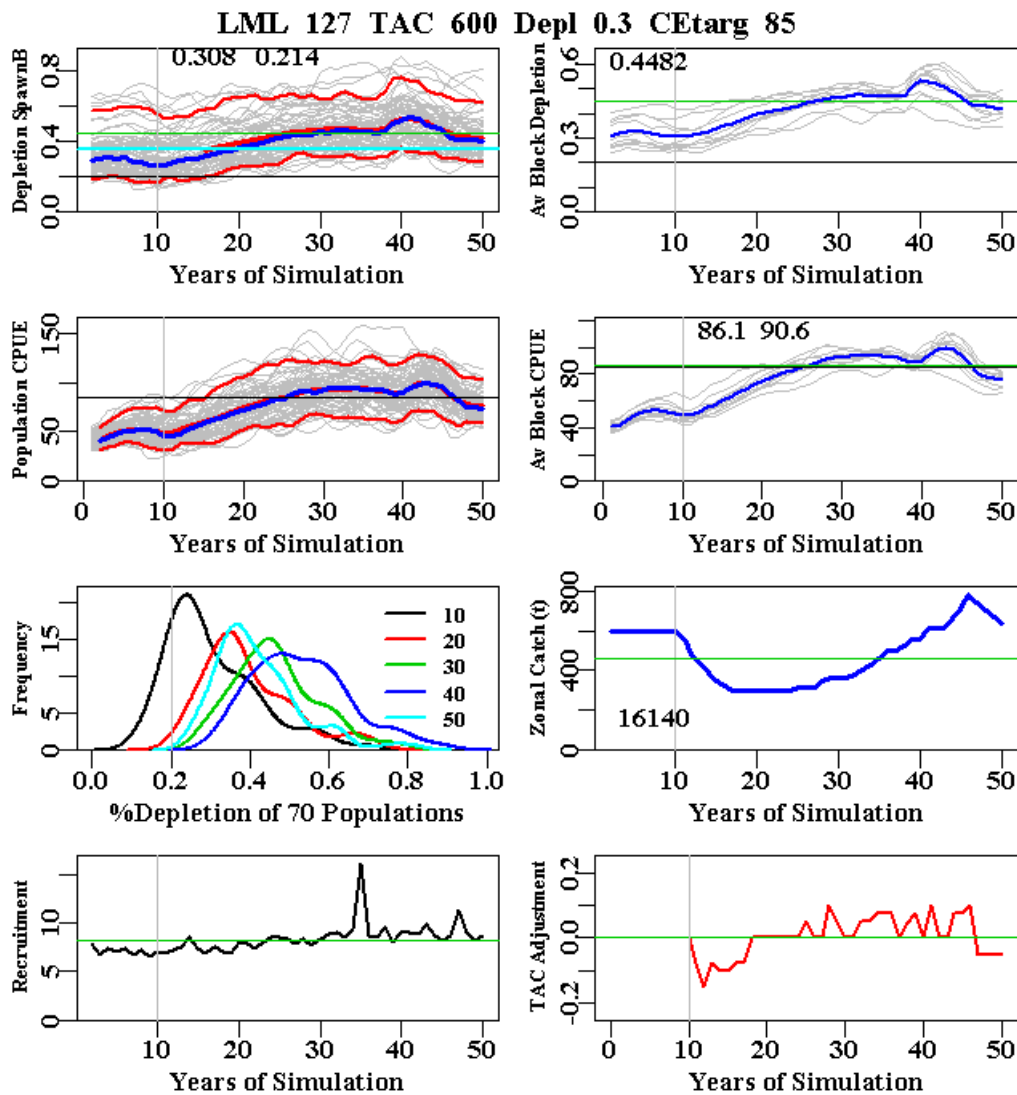 LML 127 TAC 600 Depl 0.3 CEtarg 85
Depletion SpawnB
0.0 0.4 0.8
0.308 0.214
10 20 30 40 50
Years of Simulation
Av Block Depletion
0.0 0.3 0.6
0.4482
10 20 30 40 50
Years of Simulation
Population CPUE
0 50 150
0 10 20 30 40 50
Years of Simulation
Av Block CPUE
0 40 80
86.1 90.6
0 10 20 30 40 50
Years of Simulation
Frequency
0 5 15
10
20
30
40
50
0.0 0.2 0.4 0.6 0.8 1.0
%Depletion of 70 Populations
Zonal Catch (t)
0 400 800
16140
10 20 30 40 50
Years of Simulation
Recruitment
0 5 10
10 20 30 40 50
Years of Simulation
TAC Adjustment
-0.2 0.0 0.2
0 10 20 30 40 50
Years of Simulation